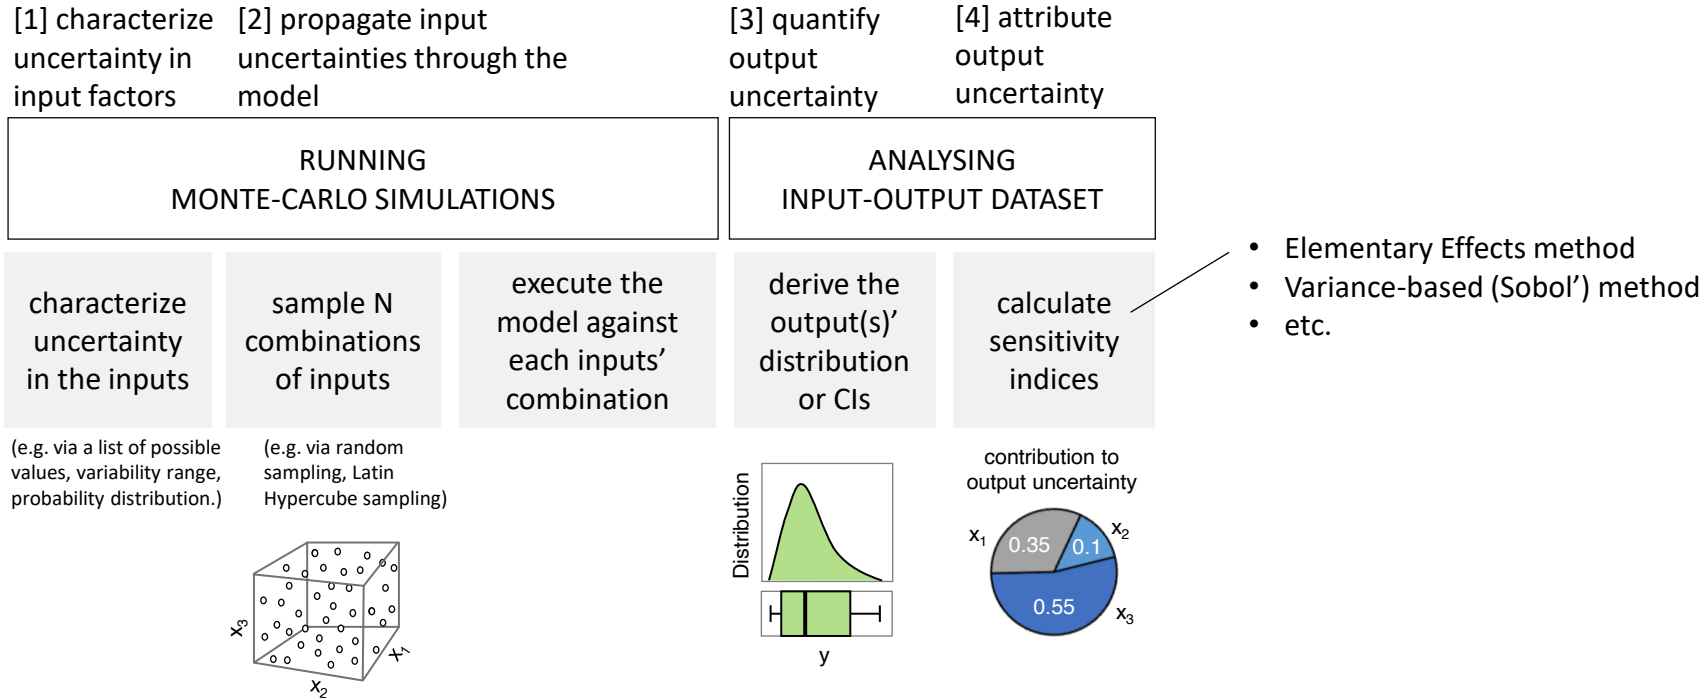 [1] characterize
uncertainty in
input factors
[2] propagate input
uncertainties through the
model
[3] quantify
output
uncertainty
[4] attribute
output
uncertainty
RUNNING
MONTE-CARLO SIMULATIONS
ANALYSING
INPUT-OUTPUT DATASET
characterize
uncertainty
in the inputs
sample N
combinations
of inputs
execute the
model against
each inputs’
combination
derive the
output(s)’
distribution
or CIs
calculate
sensitivity
indices
• Elementary Effects method
• Variance-based (Sobol’) method
• etc.
(e.g. via a list of possible
values, variability range,
probability distribution.)
(e.g. via random
sampling, Latin
Hypercube sampling)
x3
x2
x1
Distribution
y
contribution to
output uncertainty
x1
0.35
0.1
x2
0.55
x3